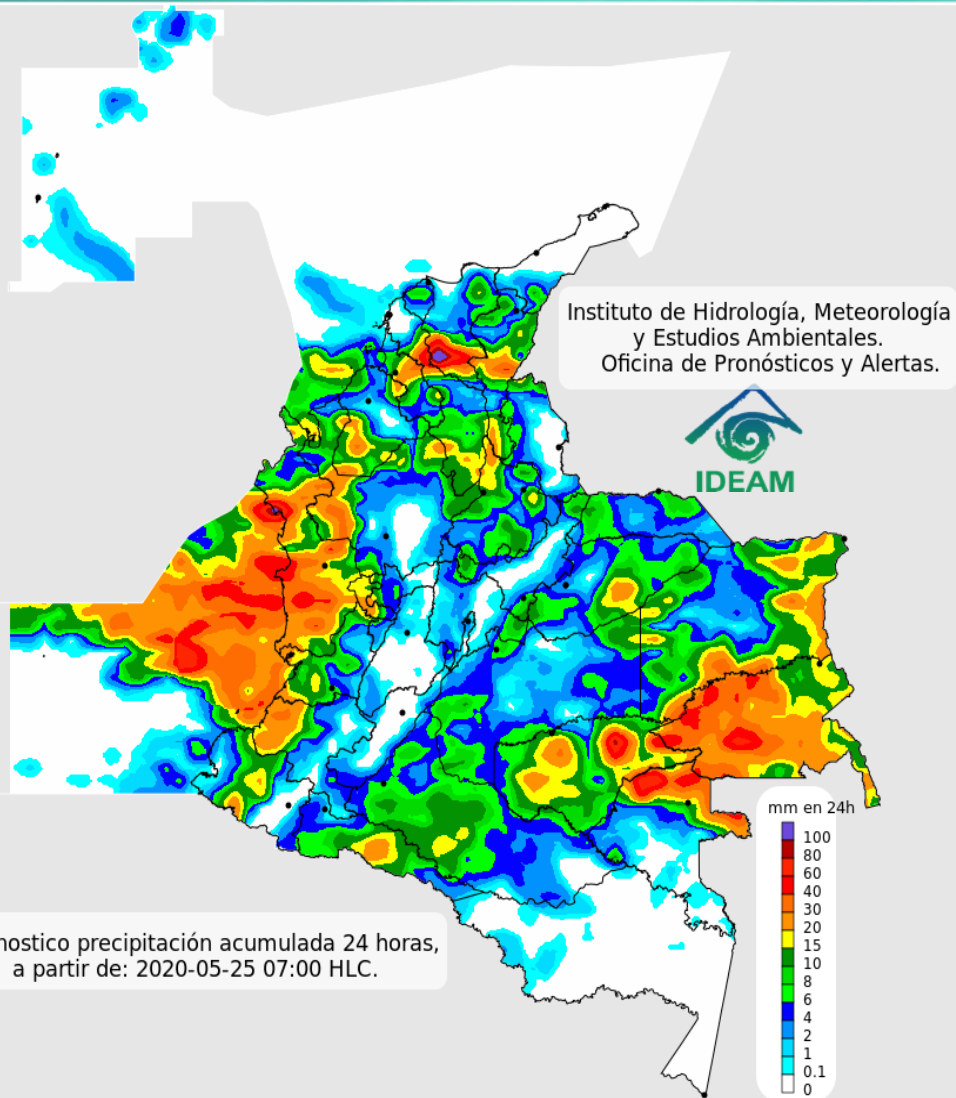 Instituto de Hidrología, Meteorología
y Estudios Ambientales.
Oficina de Pronósticos y Alertas.
IDEAM
mm en 24h
100
80
60
40
30
20
15
10
8
6
4
2
1
0.1
0
precipitación acumulada 24 horas,
a partir de: 2020-05-25 07:00 HLC.